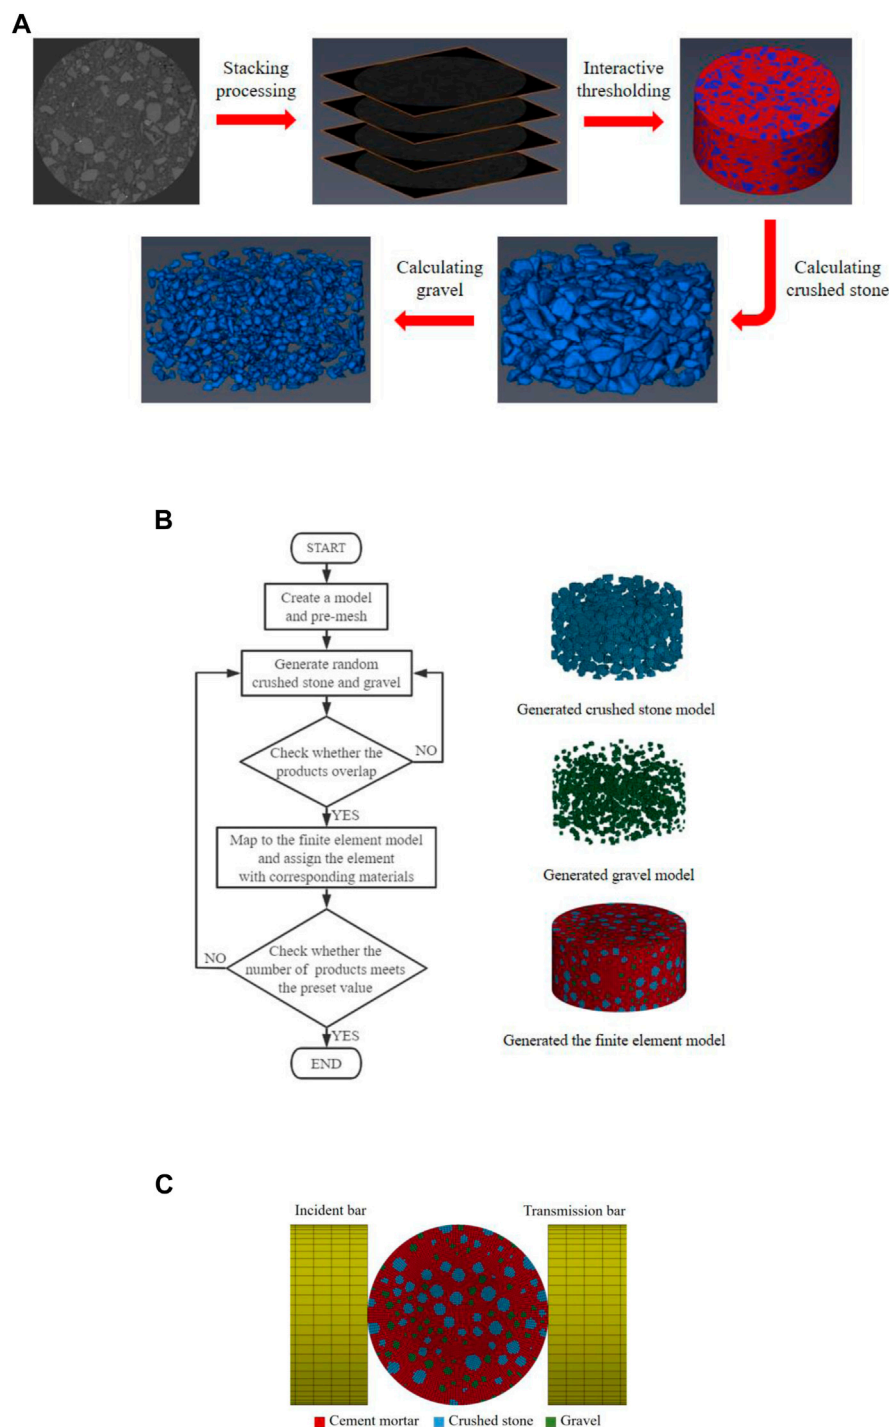 A
Stacking
processing
Interactive
thresholding
Calculating
gravel
Calculating
crushed stone
B
START
Create a model
and pre-mesh
Generate random
crushed stone and gravel
Check whether the
products overlap
NO
YES
Map to the finite element model
and assign the element
with corresponding materials
NO
Check whether the
number of products meets
the preset value
YES
END
Generated crushed stone model
Generated gravel model
Generated the finite element model
C
Incident bar
Transmission bar
Cement mortar Crushed stone Gravel